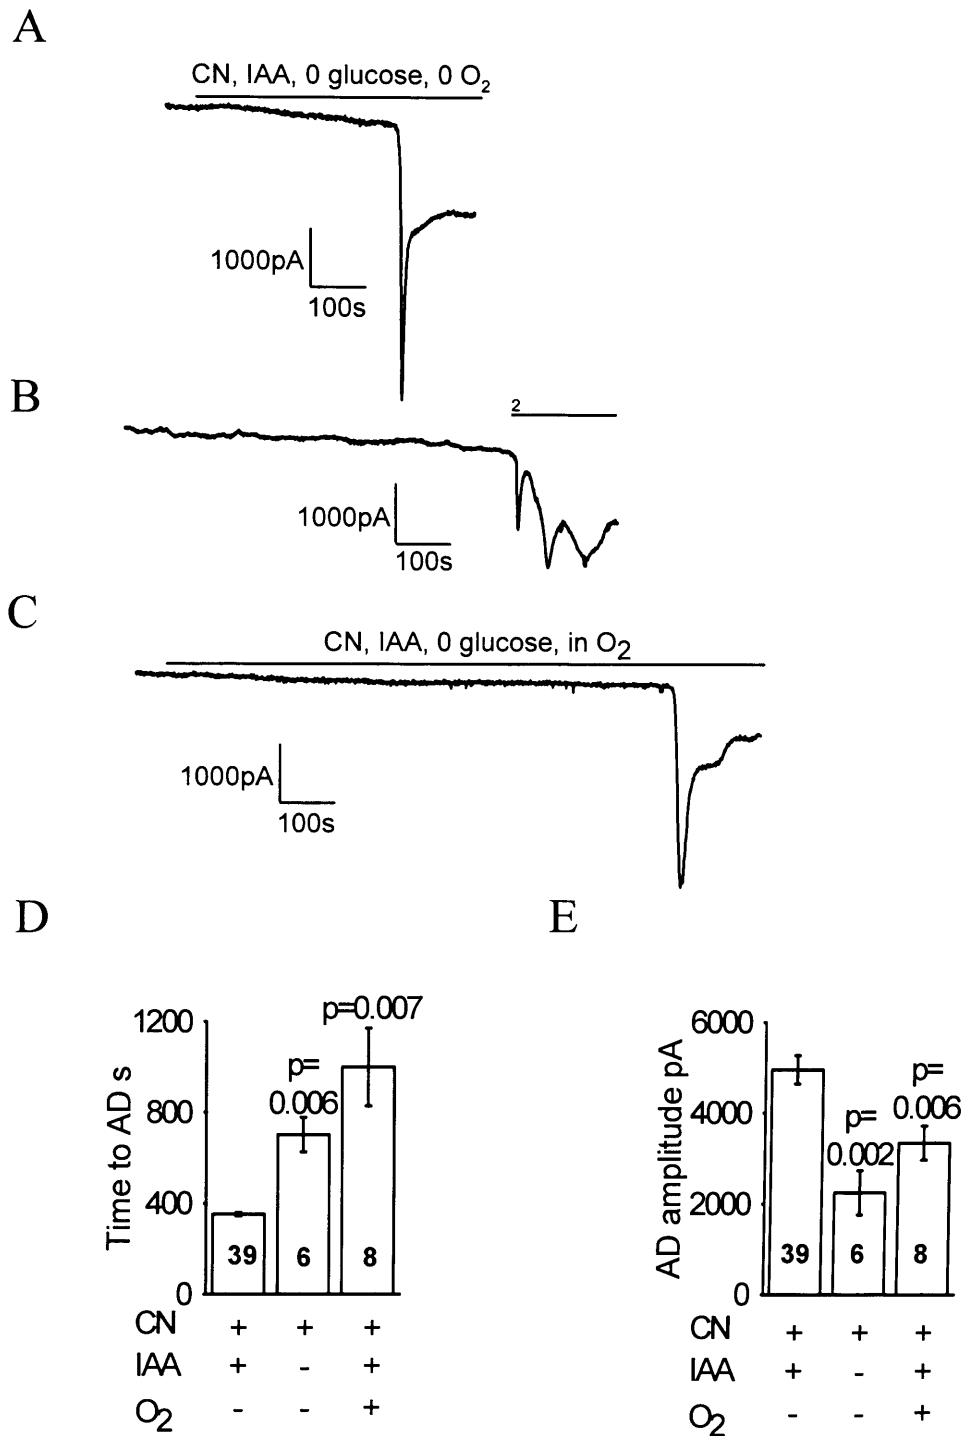 A
CN, IAA, 0 glucose, 0 O2
1000pA
100s
B
2
1000pA
100s
C
CN, IAA, 0 glucose, in O2
1000pA
100s
D
Time to AD s
1200
800
400
0
p=0.007
p=
0.006
39
6
8
CN + + +
IAA + - +
O2 - - +
E
AD amplitude pA
6000
4000
2000
0
p=
0.006
p=
0.002
39
6
8
CN + + +
IAA + - +
O2 - - +